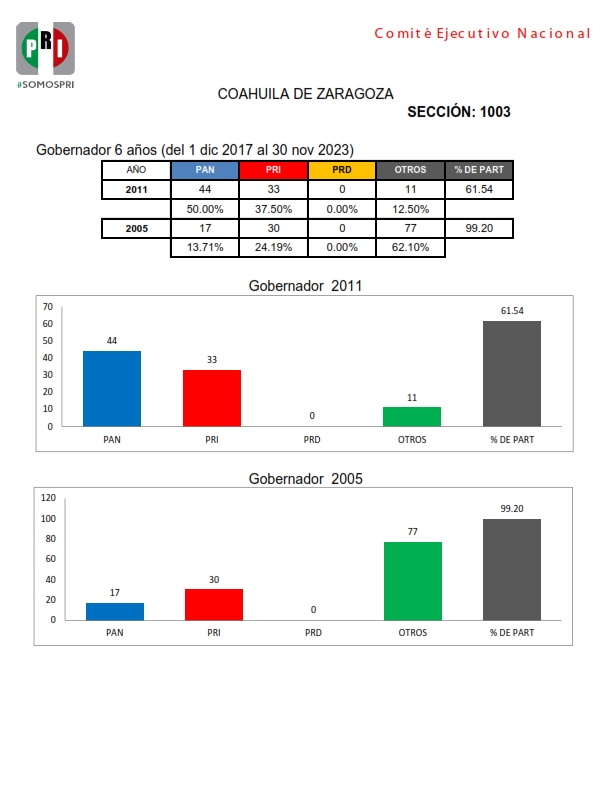 Comité Ejecutivo Nacional
PRI
#SOMOSPRI
COAHUILA DE ZARAGOZA
SECCIÓN: 1003
Gobernador 6 años (del 1 dic 2017 al 30 nov 2023)
AÑO PAN PRI PRD OTROS % DE PART
2011 44 33 0 11 61.54
50.00% 37.50% 0.00% 12.50%
2005 17 30 0 77 99.20
13.71% 24.19% 0.00% 62.10%
Gobernador 2011
70
60
50
40
30
20
10
0
44
33
0
11
61.54
PAN PRI PRD OTROS % DE PART
Gobernador 2005
120
100
80
60
40
20
0
17
30
0
77
99.20
PAN PRI PRD OTROS % DE PART